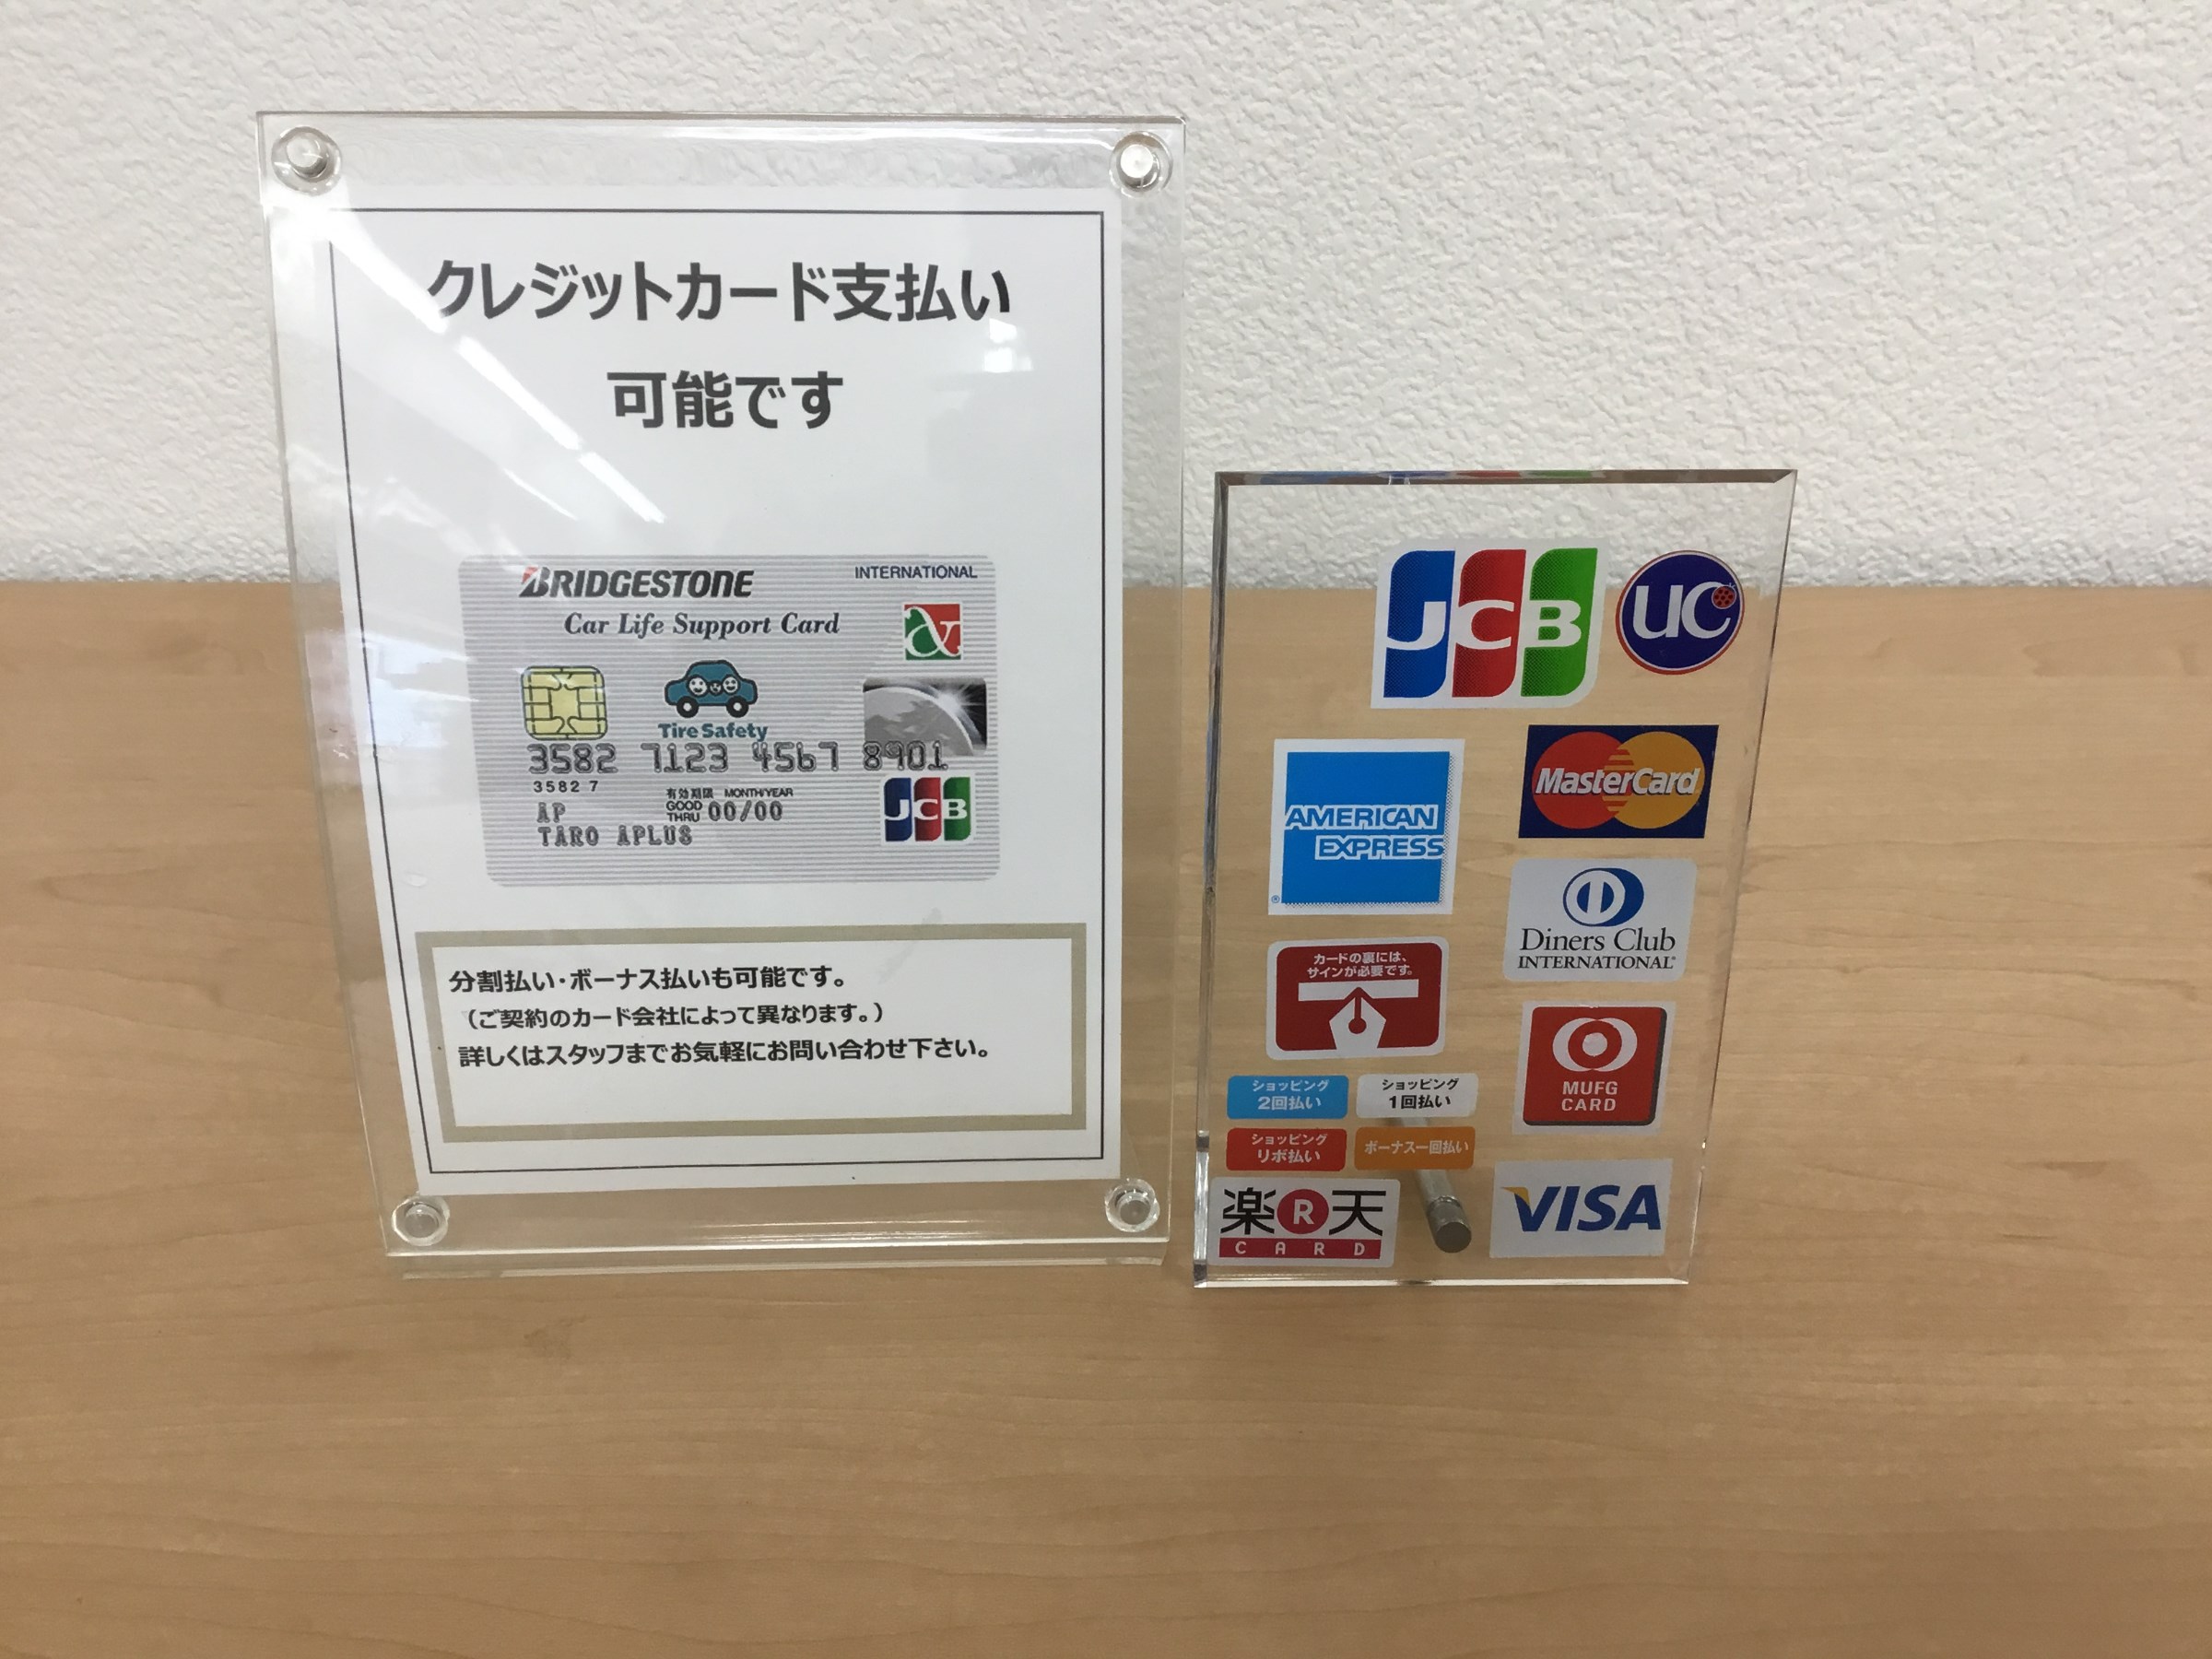 クレジットカード支払い
可能です
BRIDGESTONE
INTERNATIONAL
Car Life Support Card
Tire Safety
3582 7123 4567 8901
3582 7
有効期限 MONTH/YEAR
GOOD THRU 00/00
AP
TARO APLUS
JCB
分割払い・ボーナス払いも可能です。
（ご契約のカード会社によって異なります。）
詳しくはスタッフまでお気軽にお問い合わせ下さい。
JCB
UC
AMERICAN
EXPRESS
MasterCard
Diners Club
INTERNATIONAL
カードの裏には、
サインが必要です。
MUFG
CARD
ショッピング
2回払い
ショッピング
1回払い
ショッピング
リボ払い
ボーナス一回払い
楽R天
CARD
VISA